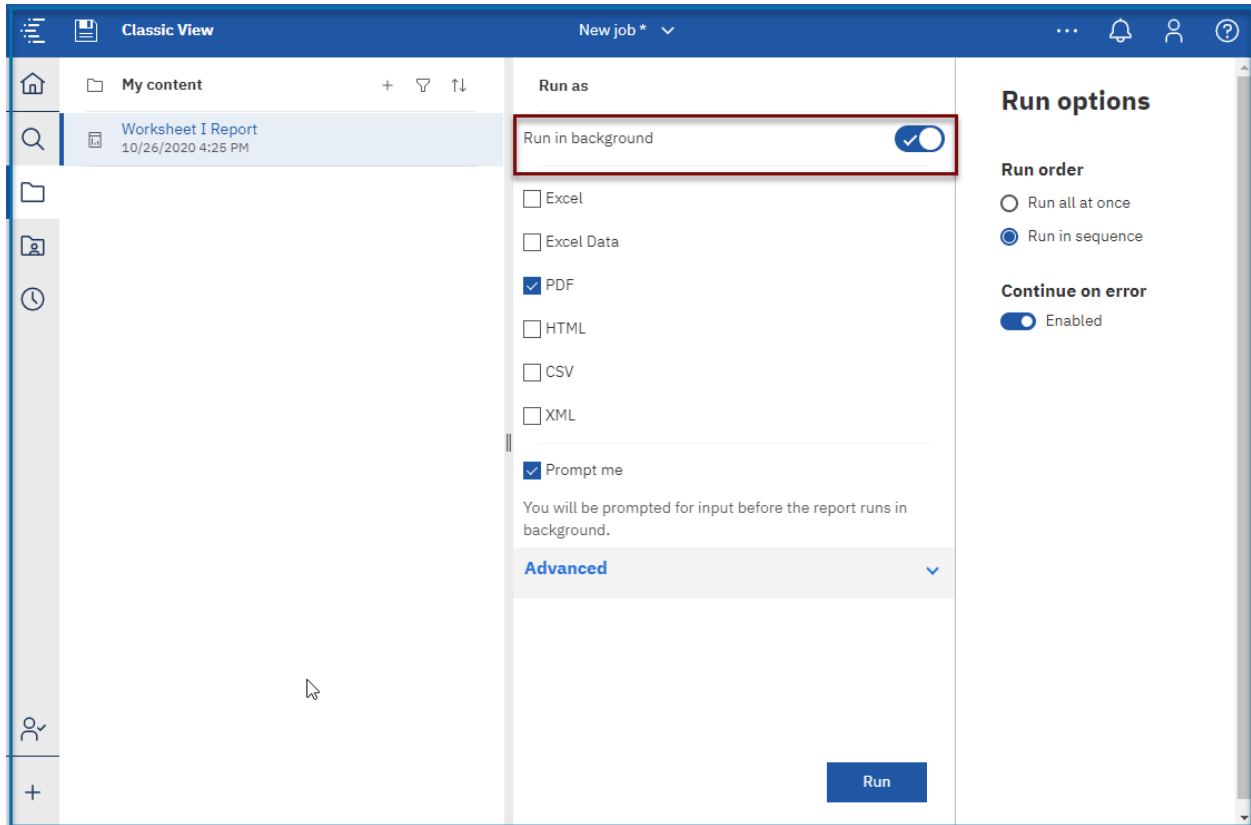 Classic View
New job *
My content
Worksheet I Report
10/26/2020 4:25 PM
Run as
Run in background
Excel
Excel Data
PDF
HTML
CSV
XML
Prompt me
You will be prompted for input before the report runs in
background.
Advanced
Run
Run options
Run order
Run all at once
Run in sequence
Continue on error
Enabled